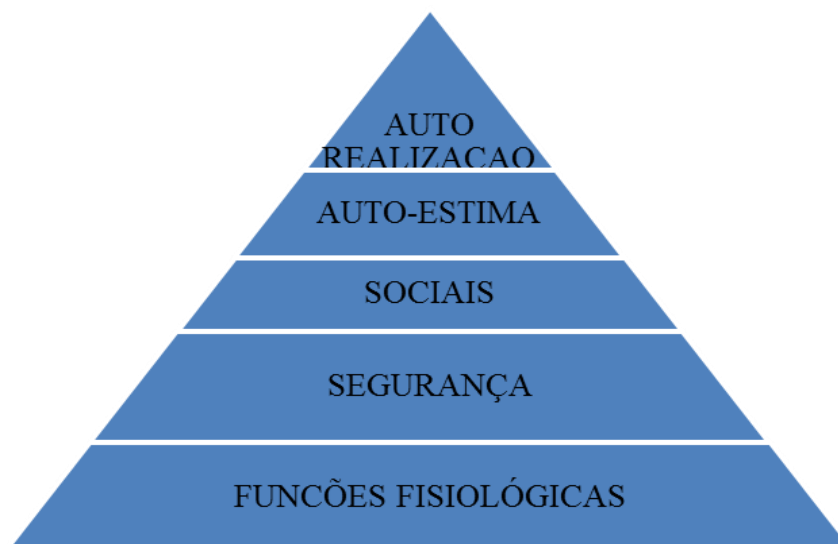 AUTO
REALIZACAO
AUTO-ESTIMA
SOCIAIS
SEGURANÇA
FUNCÕES FISIOLÓGICAS